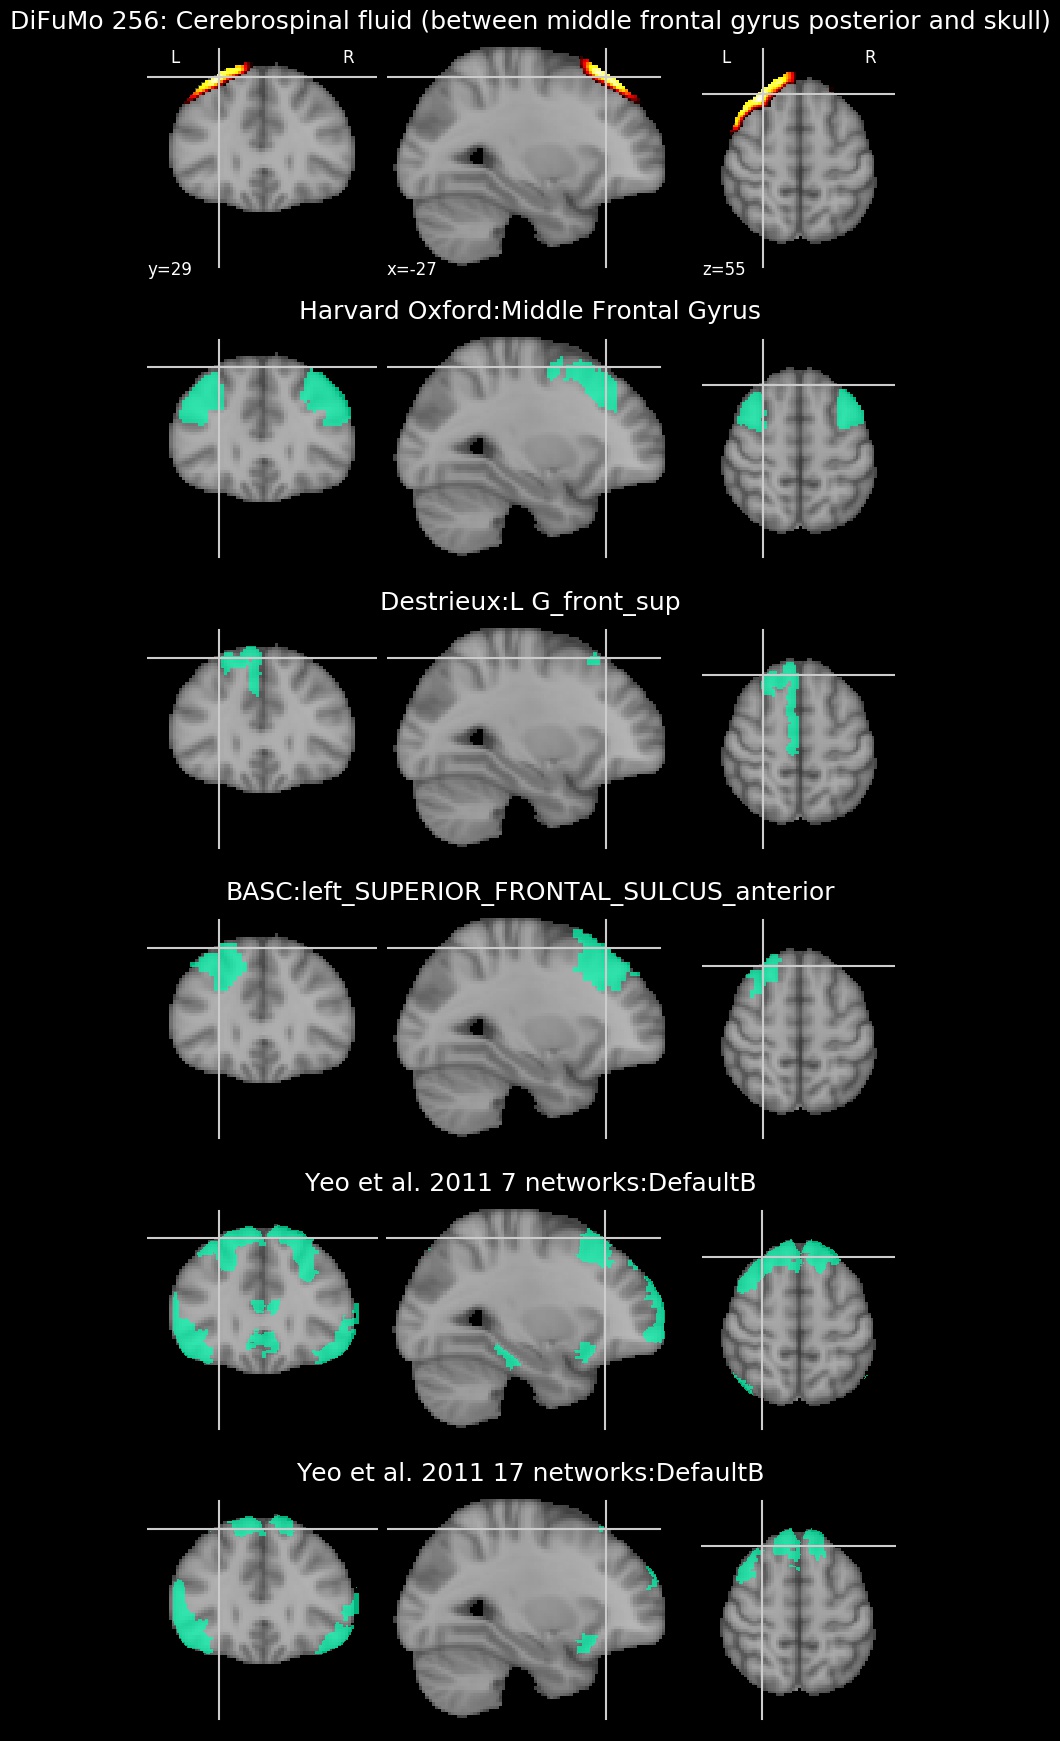 DiFuMo 256: Cerebrospinal fluid (between middle frontal gyrus posterior and skull)
L R L R
y=29 x=-27 z=55
Harvard Oxford:Middle Frontal Gyrus
Destrieux:L G_front_sup
BASC:left_SUPERIOR_FRONTAL_SULCUS_anterior
Yeo et al. 2011 7 networks:DefaultB
Yeo et al. 2011 17 networks:DefaultB